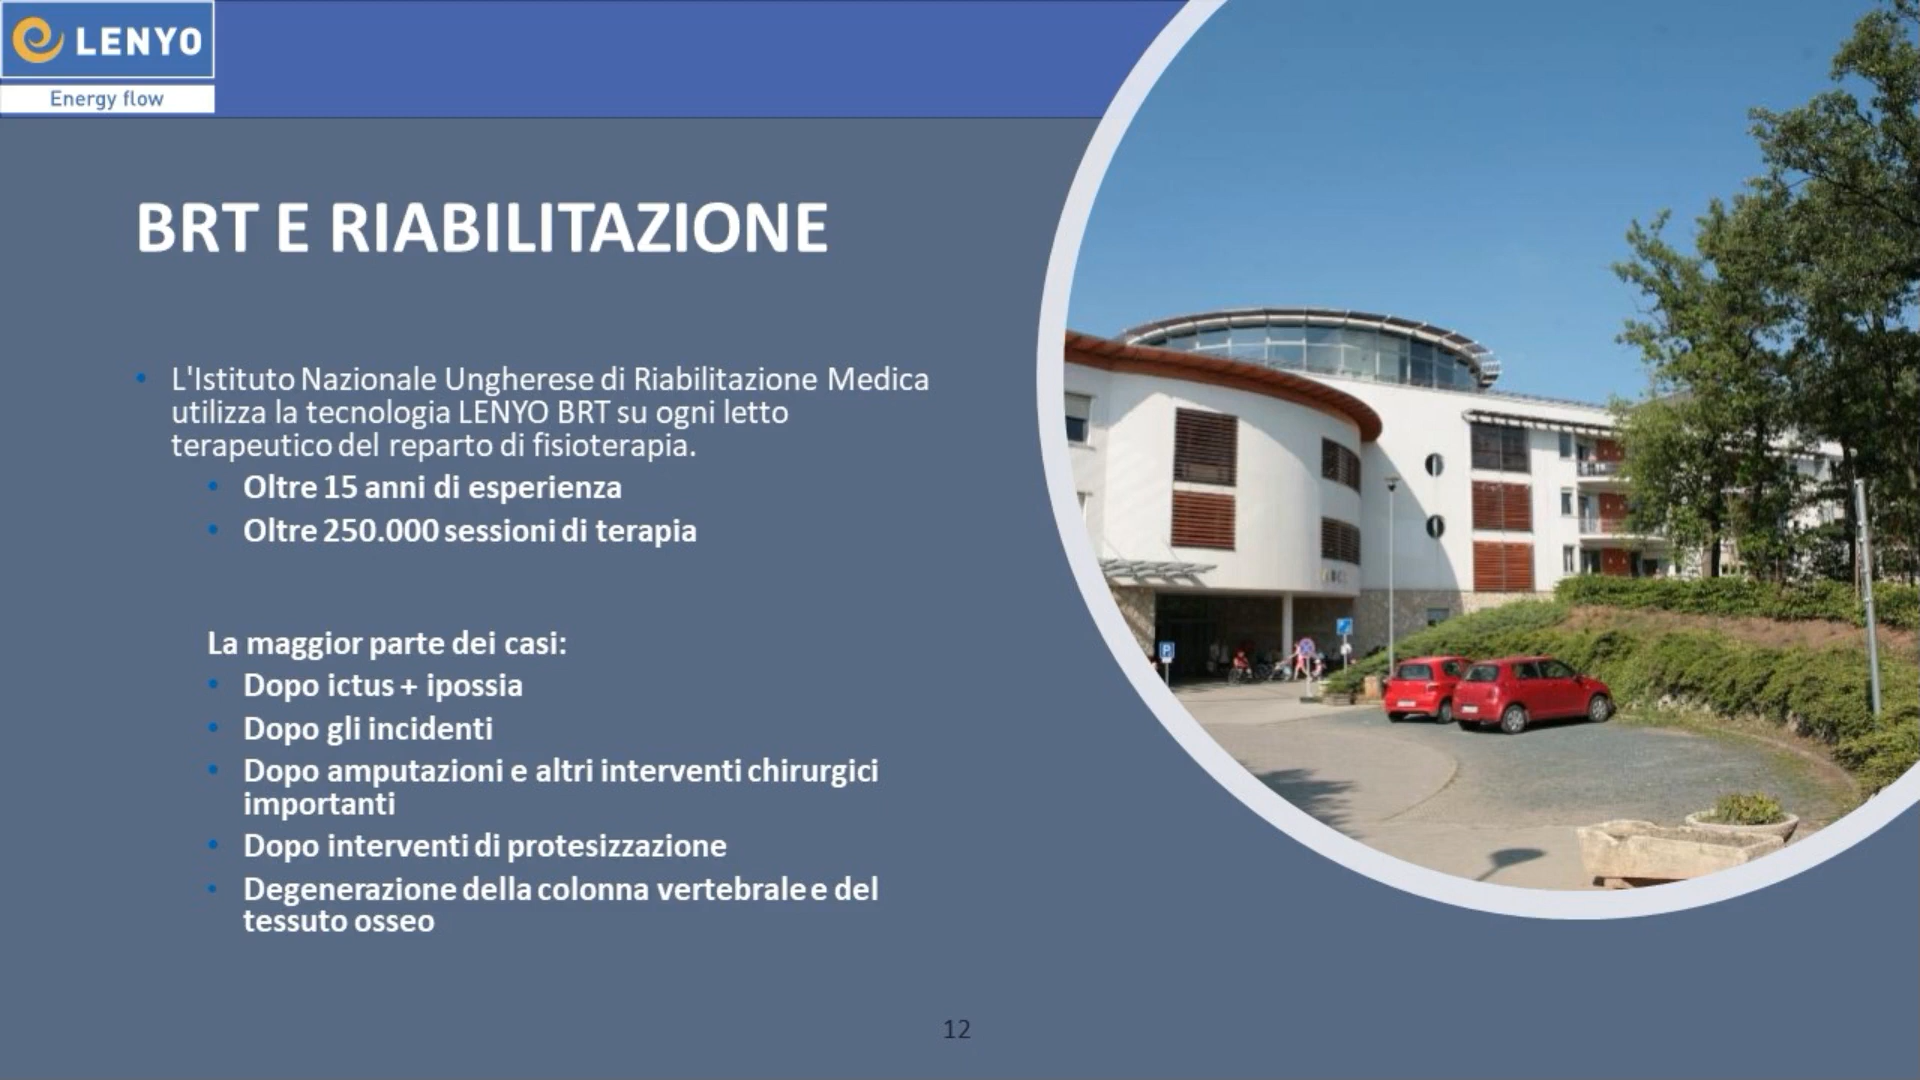 LENYO
Energy flow
BRT E RIABILITAZIONE
• L'Istituto Nazionale Ungherese di Riabilitazione Medica
utilizza la tecnologia LENYO BRT su ogni letto
terapeutico del reparto di fisioterapia.
• Oltre 15 anni di esperienza
• Oltre 250.000 sessioni di terapia
La maggior parte dei casi:
• Dopo ictus + ipossia
• Dopo gli incidenti
• Dopo amputazioni e altri interventi chirurgici
importanti
• Dopo interventi di protesizzazione
• Degenerazione della colonna vertebrale e del
tessuto osseo
P
12